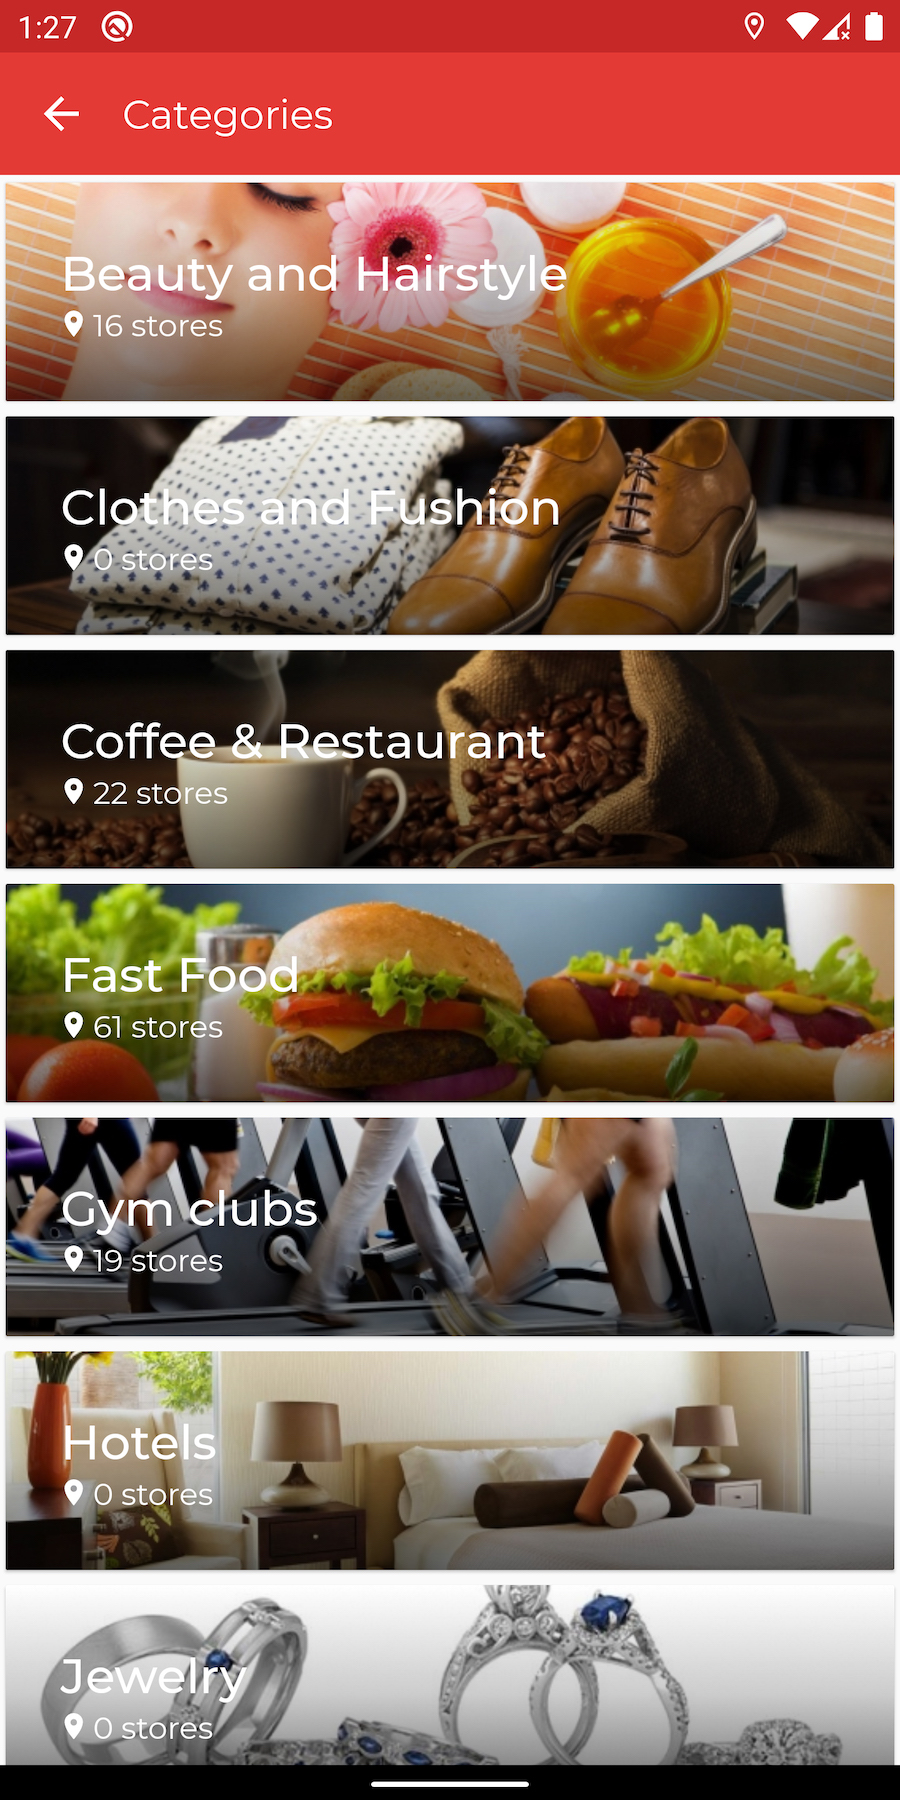 1:27
Categories
Beauty and Hairstyle
16 stores
Clothes and Fushion
0 stores
Coffee & Restaurant
22 stores
Fast Food
61 stores
Gym clubs
19 stores
Hotels
0 stores
Jewelry
0 stores